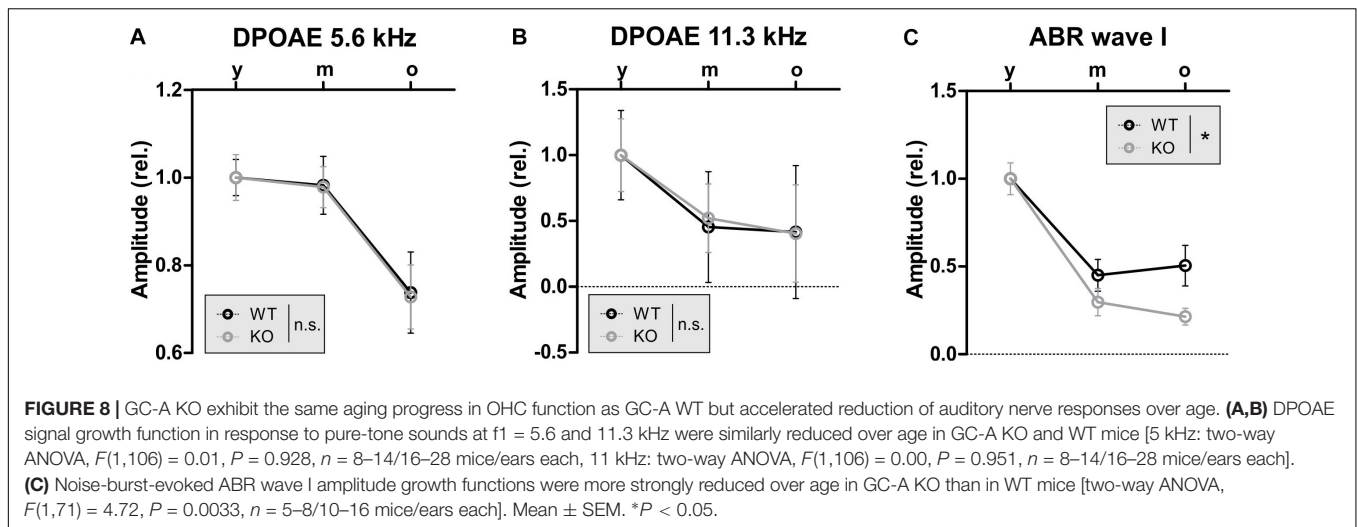 A DPOAE 5.6 kHz
y m o
Amplitude (rel.)
1.2
1.0
0.8
0.6
WT
KO
n.s.
B DPOAE 11.3 kHz
y m o
Amplitude (rel.)
1.5
1.0
0.5
0.0
-0.5
WT
KO
n.s.
C ABR wave I
y m o
Amplitude (rel.)
1.5
1.0
0.5
0.0
WT
KO
*
FIGURE 8 | GC-A KO exhibit the same aging progress in OHC function as GC-A WT but accelerated reduction of auditory nerve responses over age. (A,B) DPOAE
signal growth function in response to pure-tone sounds at f1 = 5.6 and 11.3 kHz were similarly reduced over age in GC-A KO and WT mice [5 kHz: two-way
ANOVA, F(1,106) = 0.01, P = 0.928, n = 8–14/16–28 mice/ears each, 11 kHz: two-way ANOVA, F(1,106) = 0.00, P = 0.951, n = 8–14/16–28 mice/ears each].
(C) Noise-burst-evoked ABR wave I amplitude growth functions were more strongly reduced over age in GC-A KO than in WT mice [two-way ANOVA,
F(1,71) = 4.72, P = 0.0033, n = 5–8/10–16 mice/ears each]. Mean ± SEM. *P < 0.05.